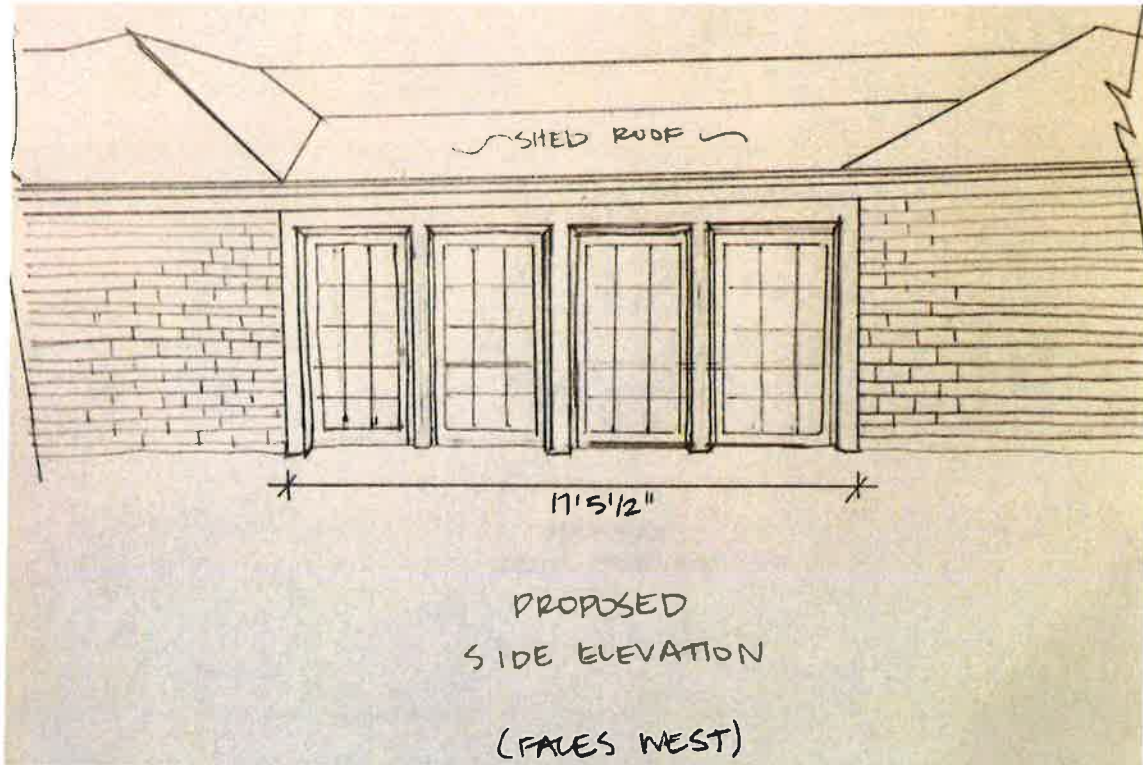 SHED ROOF
17'5 1/2"
PROPOSED
SIDE ELEVATION
(FACES WEST)